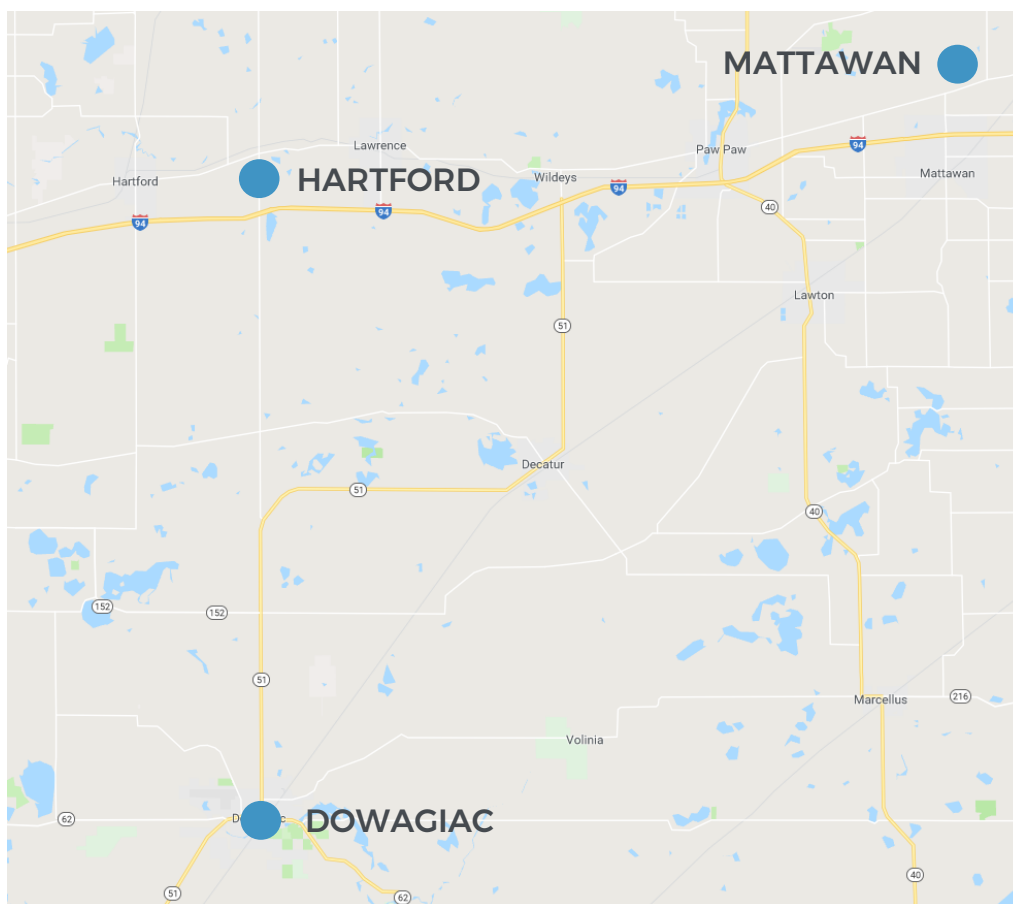 MATTAWAN
94
Lawrence
Paw Paw
Hartford
HARTFORD
Wildeys
94
Mattawan
94
94
40
Lawton
51
Decatur
51
40
152
152
51
Marcellus
216
Volinia
62
DOWAGIAC
51
62
40